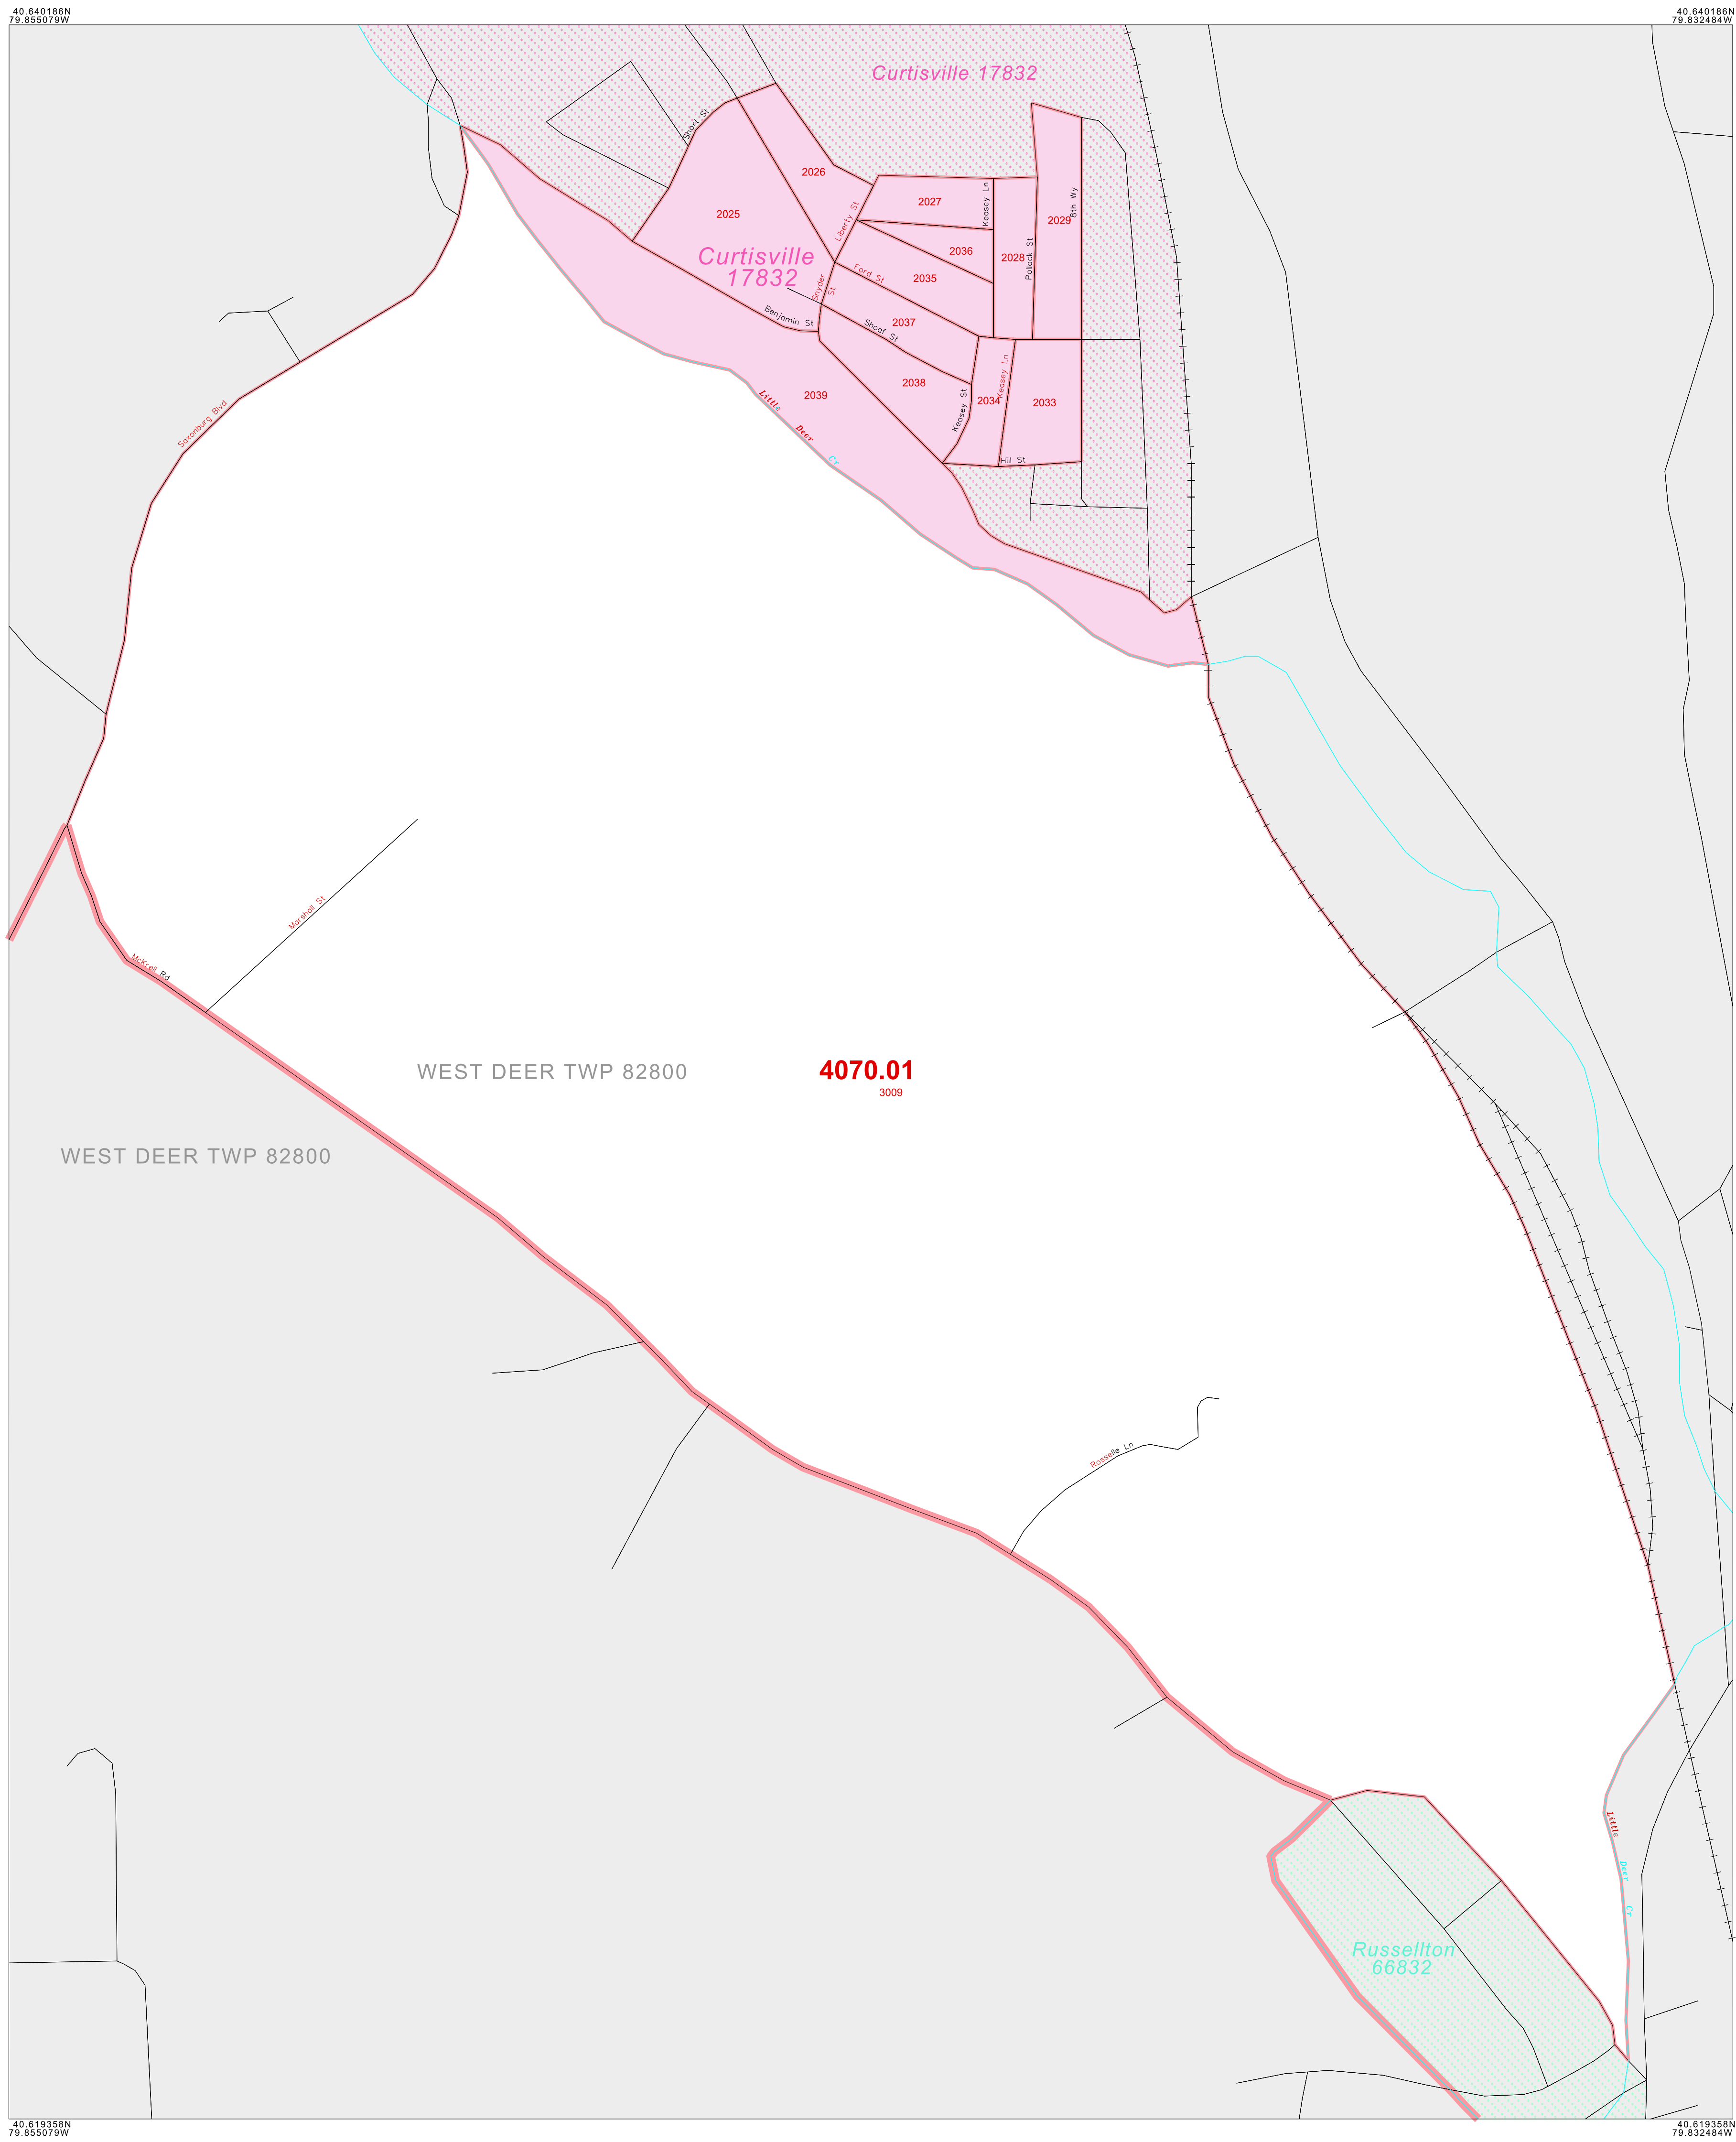 40.640186N
79.855079W
40.640186N
79.832484W
Curtisville 17832
Short St
2026
2025
Liberty St
2027
Keasey Ln
2029
8th Wy
2036
2028
Pollock St
2035
Ford St
Curtisville
17832
Snyder
St
Benjamin St
2037
Shoaf St
2038
2039
Keasey St
2034
Keasey Ln
2033
Hill St
Little
Deer
Cr
Saxonburg Blvd
Marshall St
McKrell Rd
WEST DEER TWP 82800
4070.01
3009
WEST DEER TWP 82800
Rosselle Ln
Little
Deer
Cr
Russellton
66832
40.619358N
79.855079W
40.619358N
79.832484W